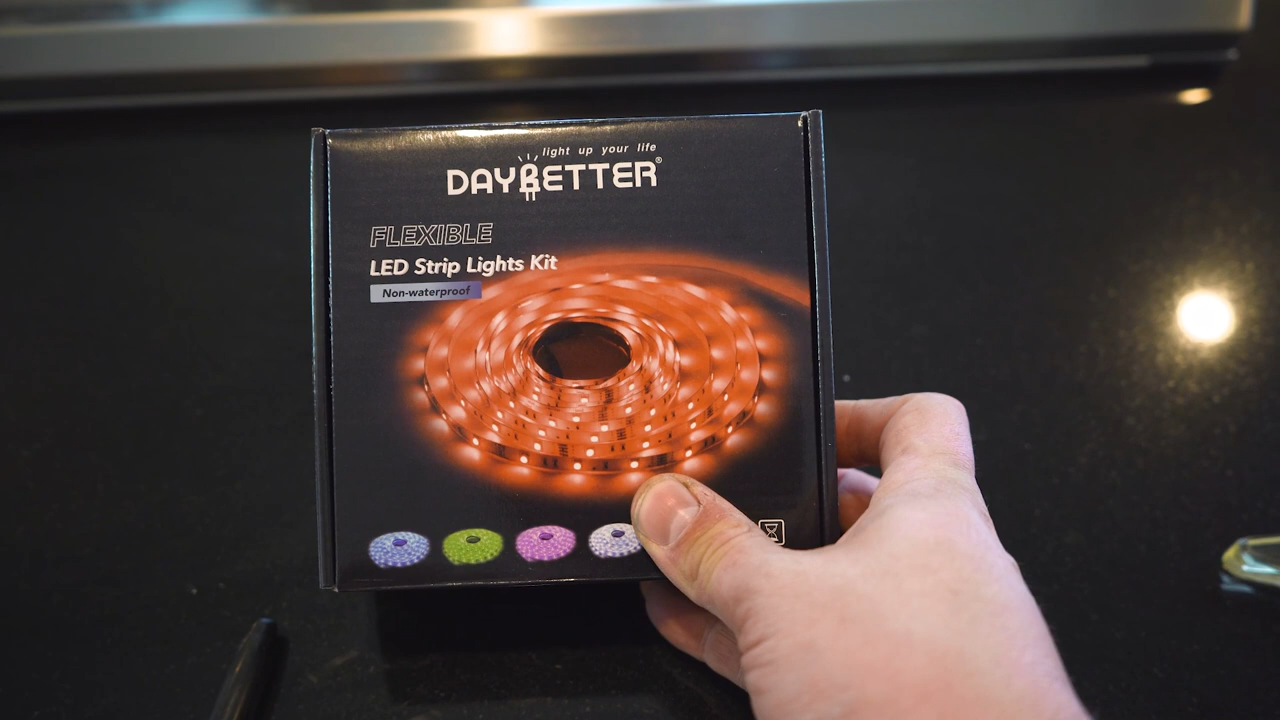 light up your life
DAYBETTER®
FLEXIBLE
LED Strip Lights Kit
Non-waterproof